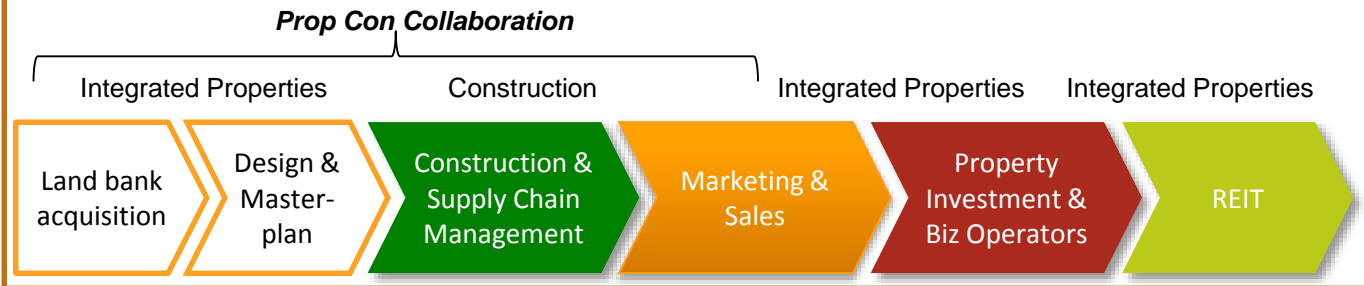 Prop Con Collaboration
Integrated Properties Construction Integrated Properties Integrated Properties
Land bank
acquisition
Design &
Master-
plan
Construction &
Supply Chain
Management
Marketing &
Sales
Property
Investment &
Biz Operators
REIT